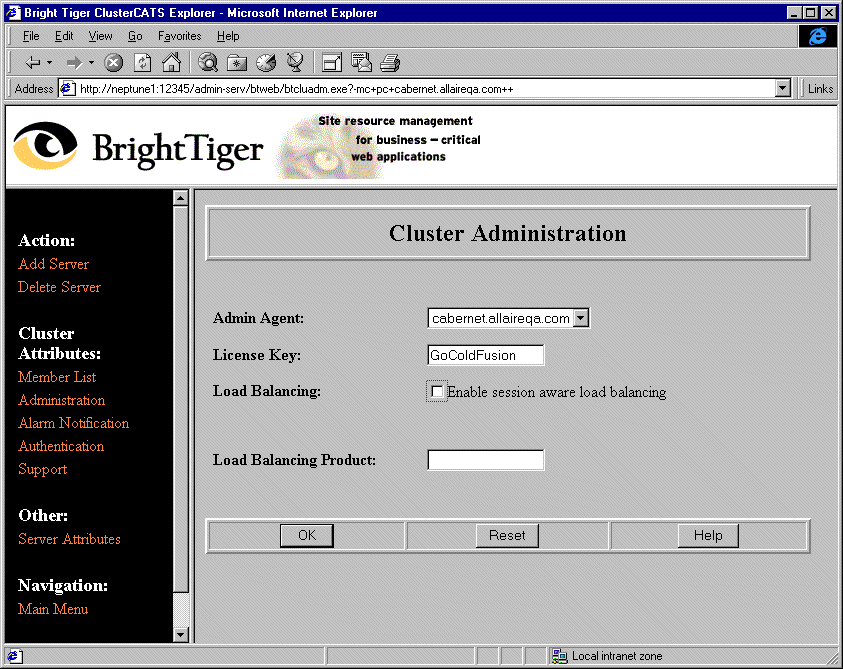 Bright Tiger ClusterCATS Explorer - Microsoft Internet Explorer
File Edit View Go Favorites Help
Address http://neptune1:12345/admin-serv/btweb/btcluadm.exe?-mc+pc+cabernet.allaireqa.com++ Links
BrightTiger
Site resource management
for business – critical
web applications
Action:
Add Server
Delete Server
Cluster
Attributes:
Member List
Administration
Alarm Notification
Authentication
Support
Other:
Server Attributes
Navigation:
Main Menu
Cluster Administration
Admin Agent: cabernet.allaireqa.com
License Key: GoColdFusion
Load Balancing: Enable session aware load balancing
Load Balancing Product:
OK Reset Help
Local intranet zone